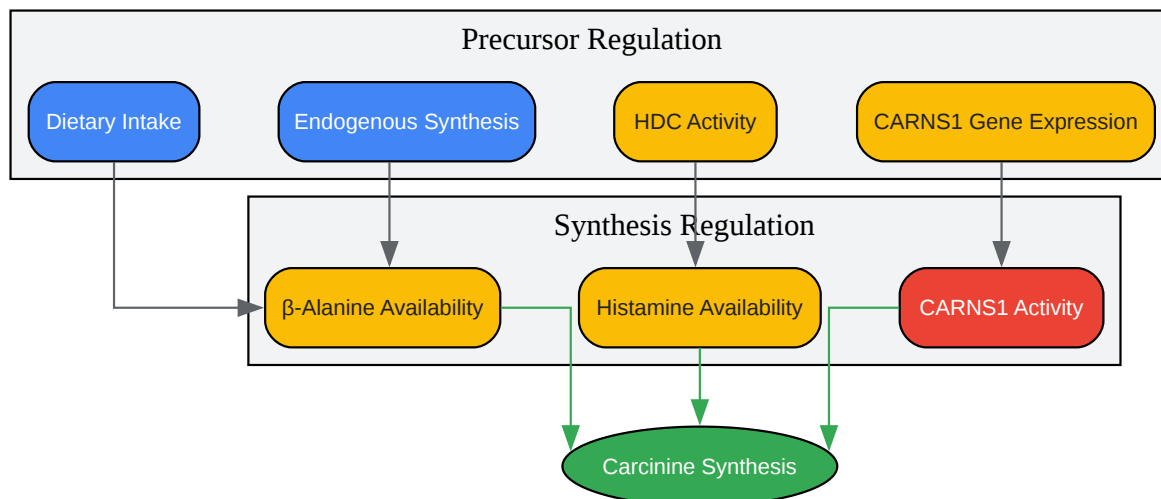 Precursor Regulation
Dietary Intake
Endogenous Synthesis
HDC Activity
CARNS1 Gene Expression
Synthesis Regulation
β-Alanine Availability
Histamine Availability
CARNS1 Activity
Carcinine Synthesis